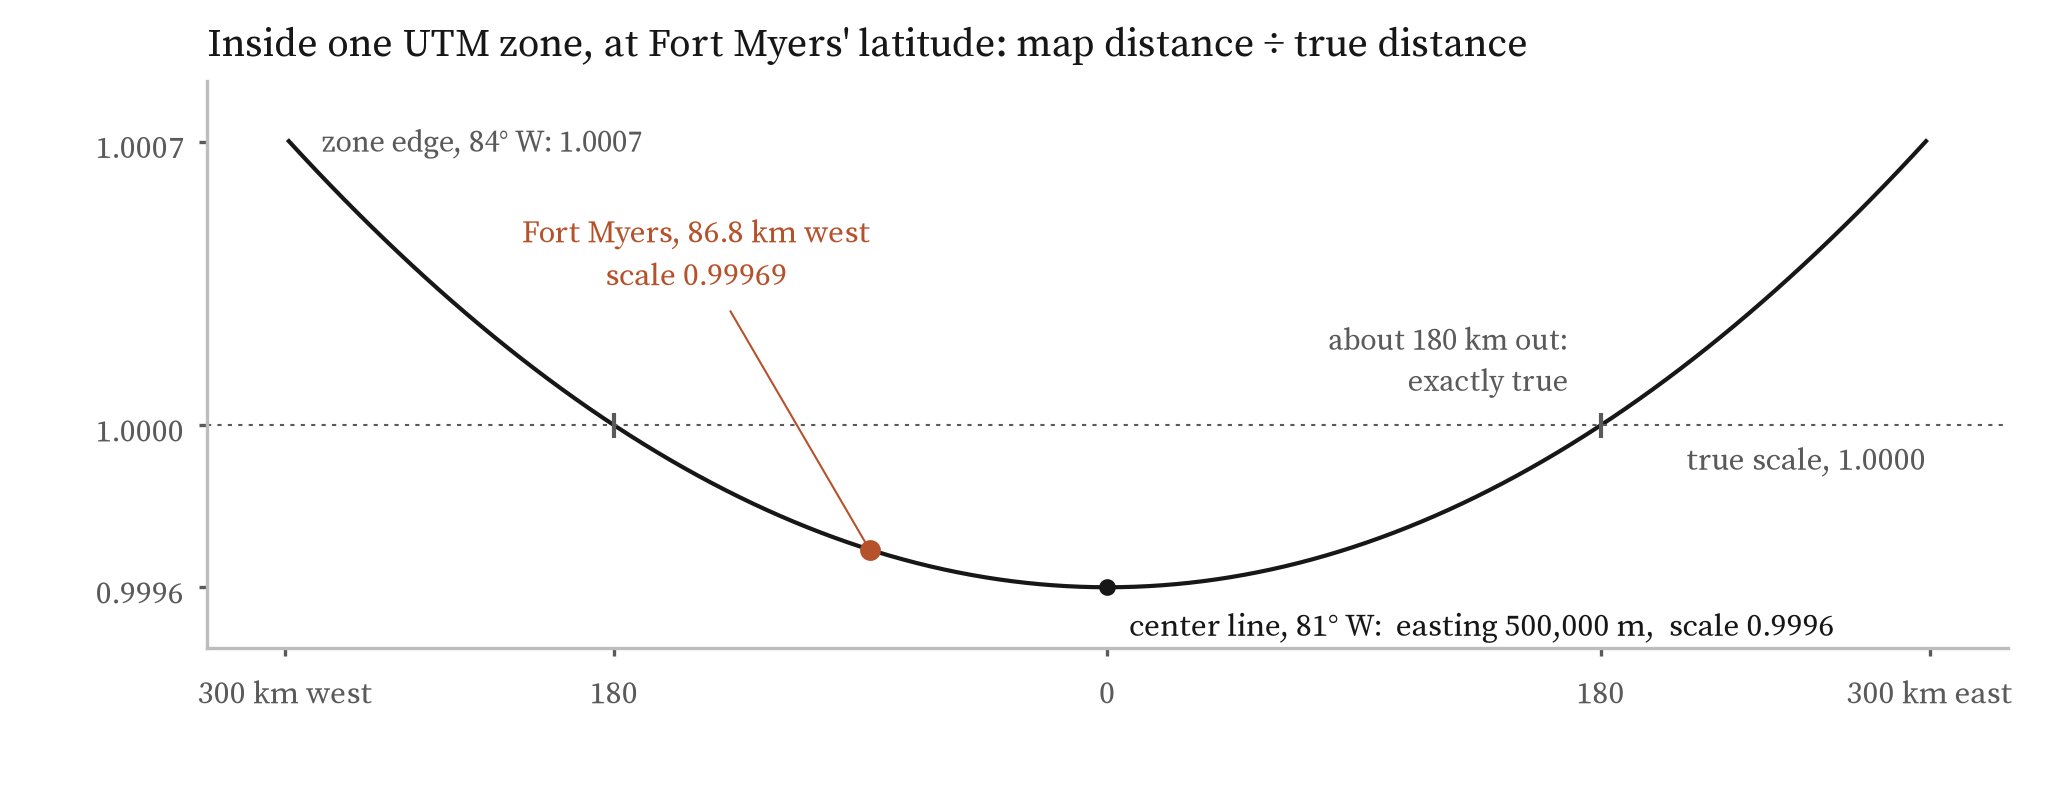 Inside one UTM zone, at Fort Myers' latitude: map distance ÷ true distance
1.0007
zone edge, 84° W: 1.0007
Fort Myers, 86.8 km west
scale 0.99969
about 180 km out:
exactly true
1.0000
true scale, 1.0000
0.9996
center line, 81° W: easting 500,000 m, scale 0.9996
300 km west
180
0
180
300 km east